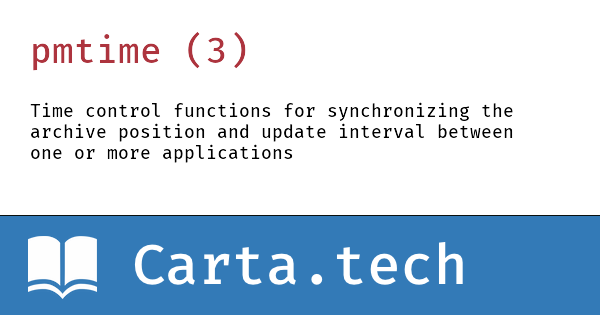 pmtime (3)
Time control functions for synchronizing the
archive position and update interval between
one or more applications
Carta.tech